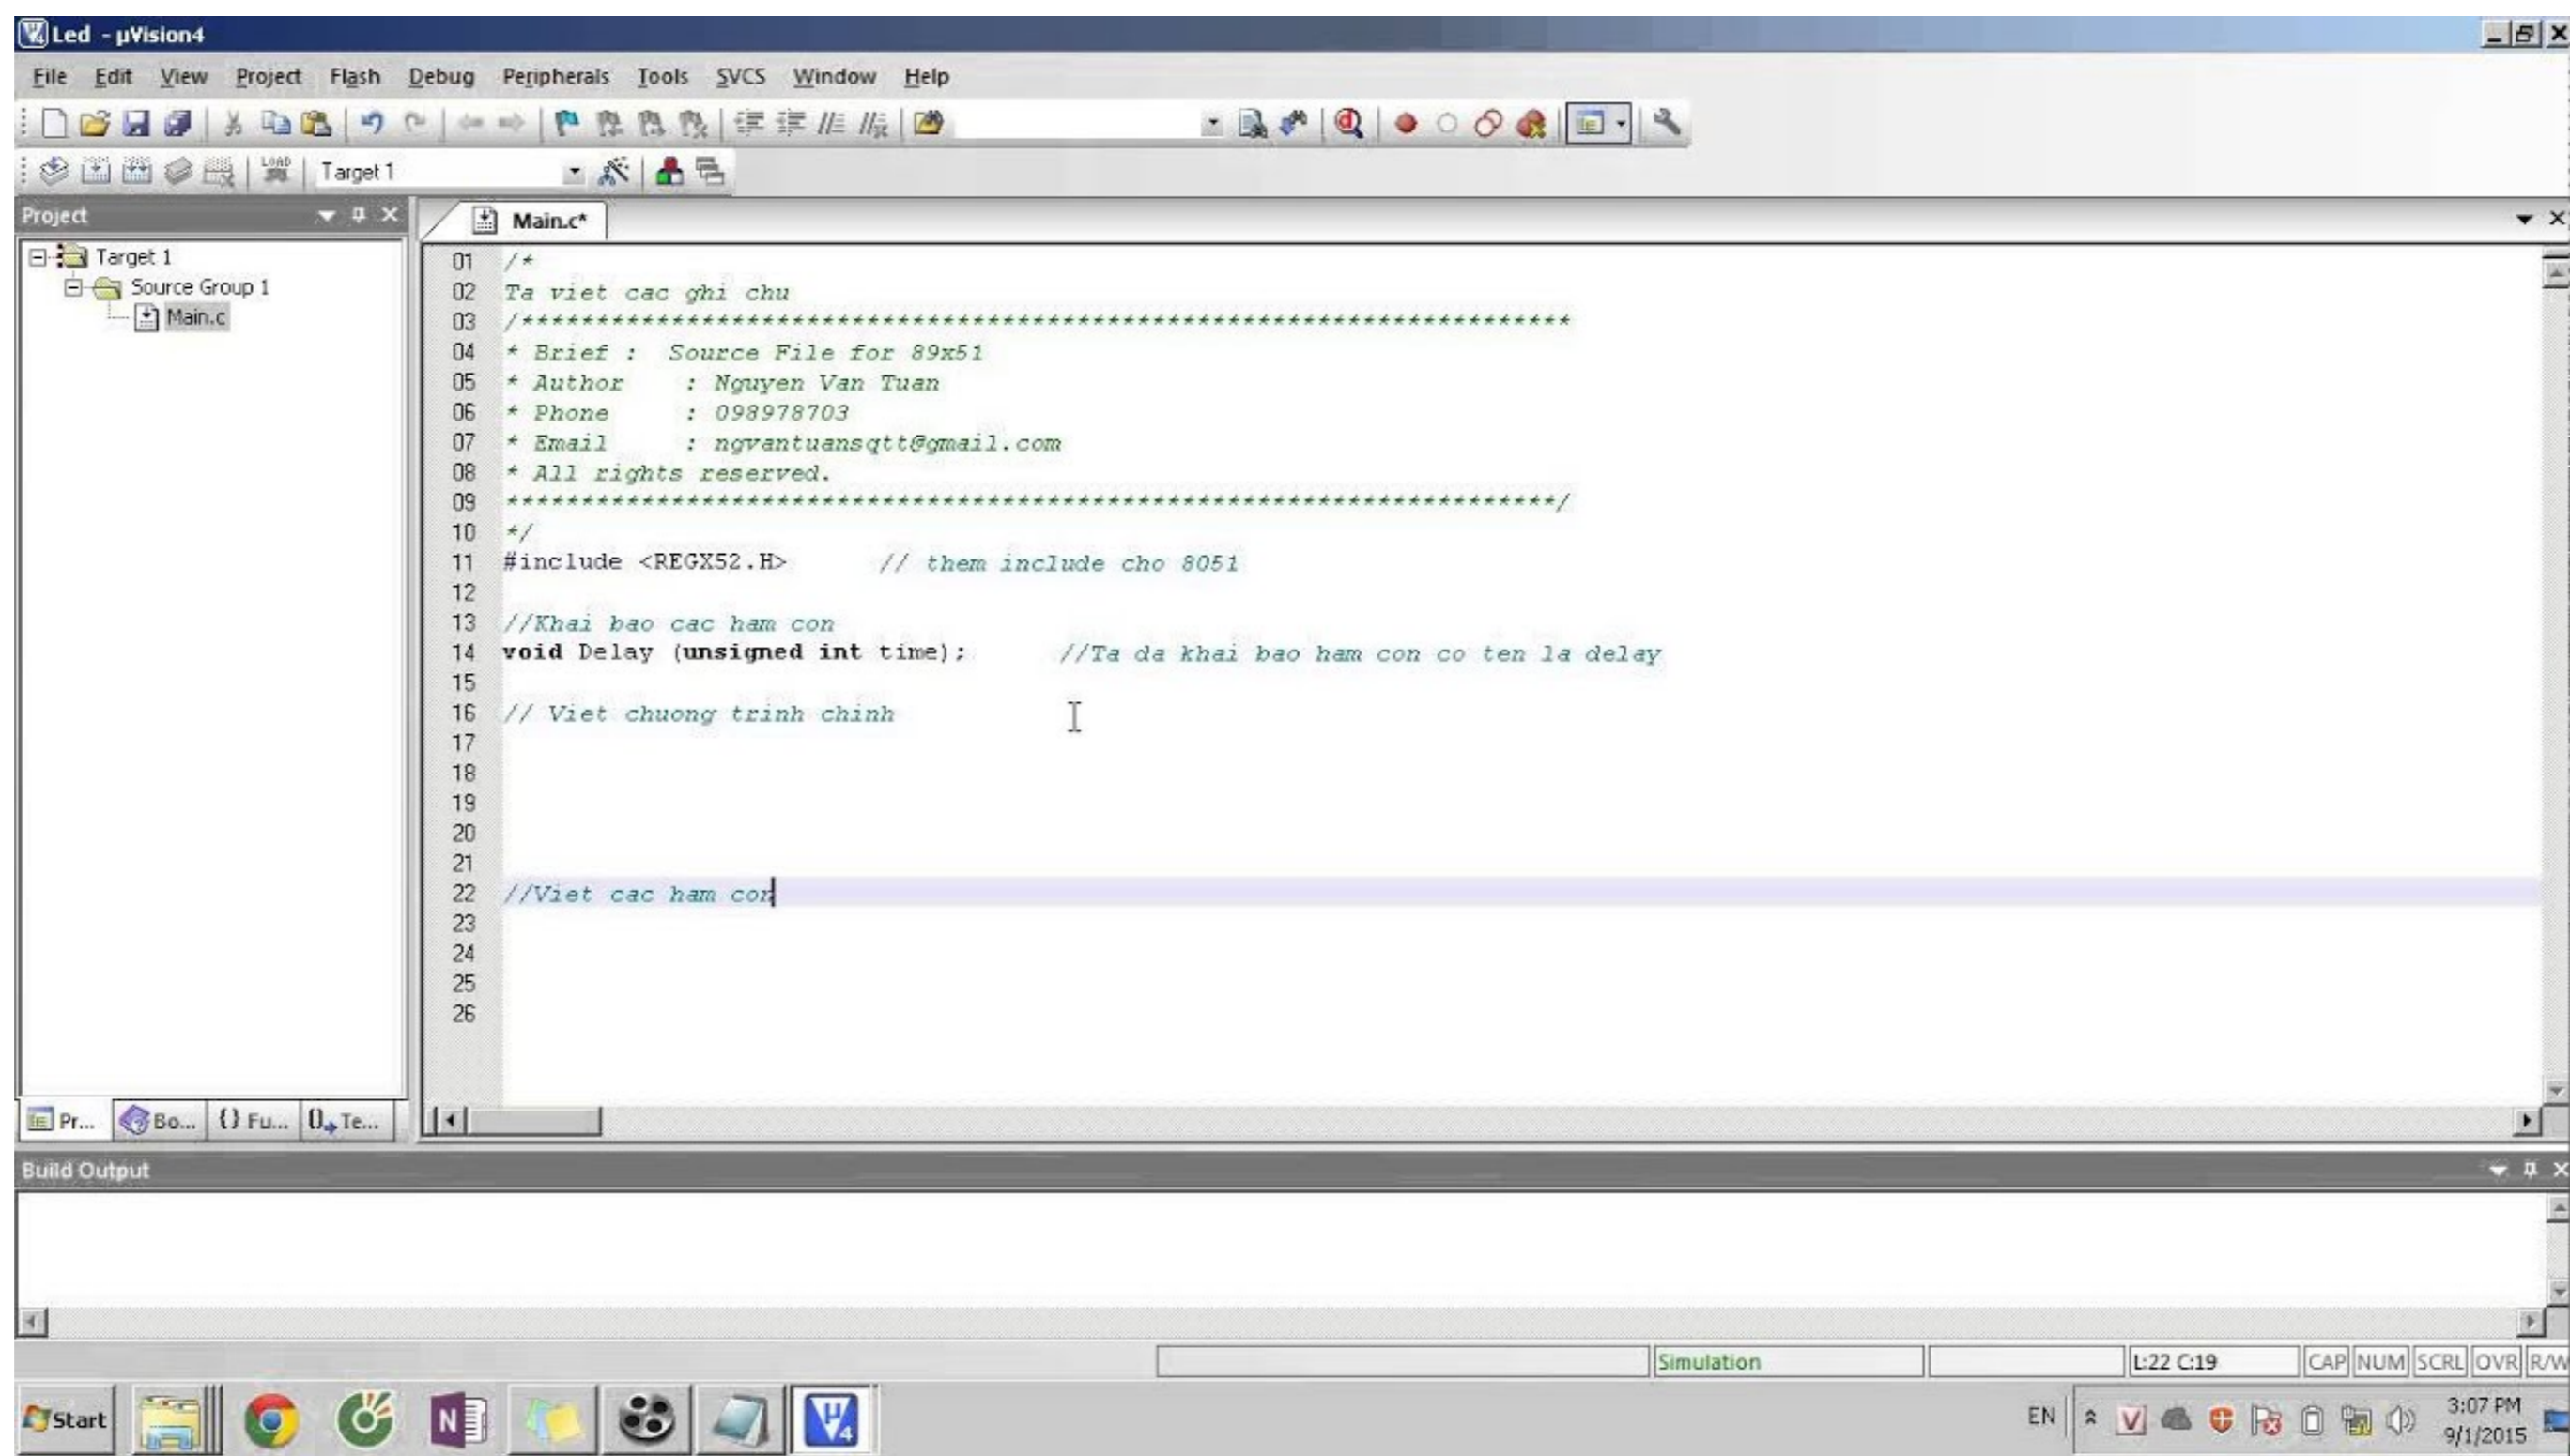 Led - µVision4
File Edit View Project Flash Debug Peripherals Tools SVCS Window Help
LOAD Target 1
Project
Main.c*
Target 1
Source Group 1
Main.c
01 /*
02 Ta viet cac ghi chu
03 /***********************************************************************
04 * Brief : Source File for 89x51
05 * Author : Nguyen Van Tuan
06 * Phone : 098978703
07 * Email : ngvantuansqtt@gmail.com
08 * All rights reserved.
09 ***********************************************************************/
10 */
11 #include <REGX52.H> // them include cho 8051
12
13 //Khai bao cac ham con
14 void Delay (unsigned int time); //Ta da khai bao ham con co ten la delay
15
16 // Viet chuong trinh chinh
17
18
19
20
21
22 //Viet cac ham con
23
24
25
26
Pr... Bo... {} Fu... Te...
Build Output
Simulation L:22 C:19 CAP NUM SCRL OVR R/W
Start EN 3:07 PM
9/1/2015